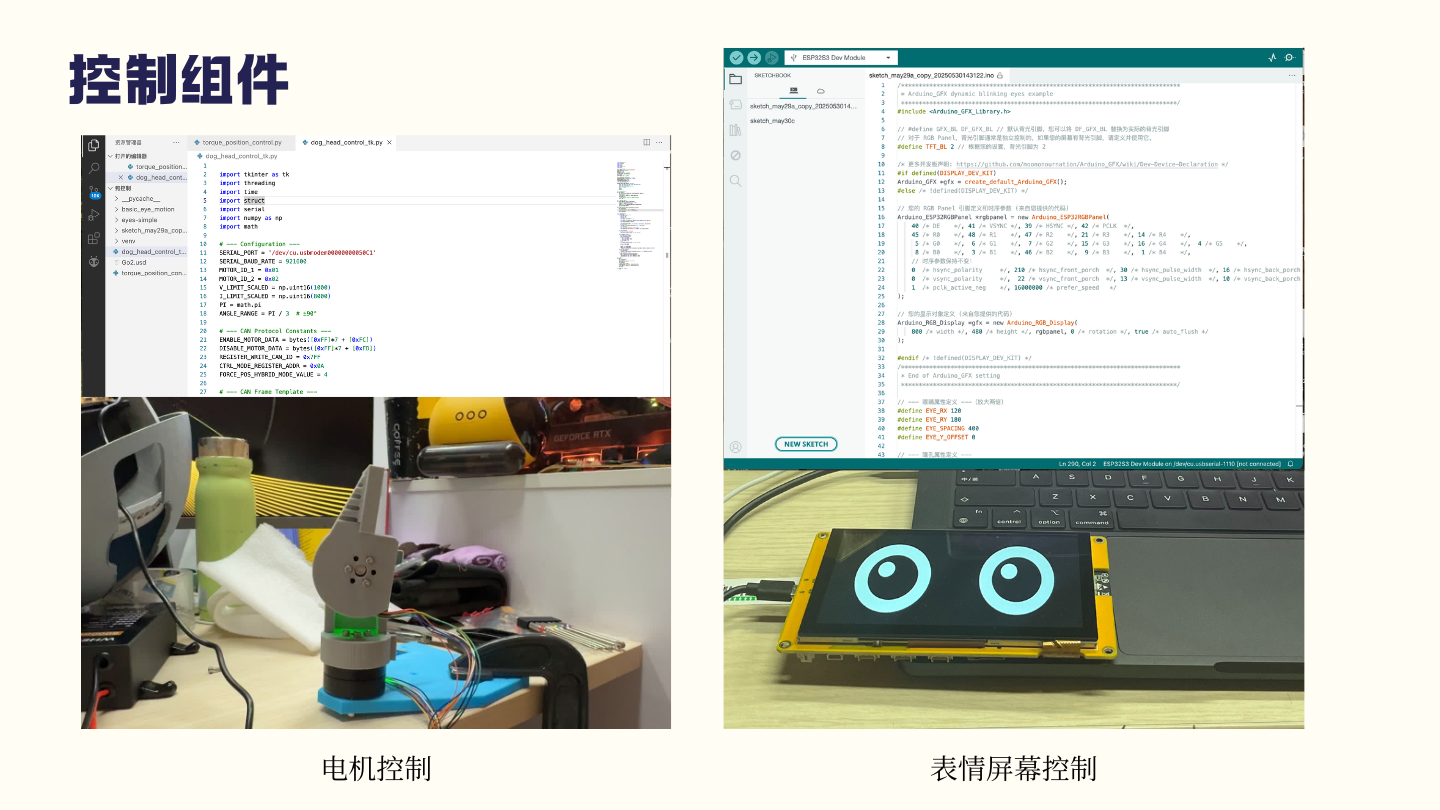 控制组件
资源管理器 ···
打开的编辑器
torque_position...
× dog_head_cont...
狗控制
> __pycache__
> basic_eye_motion
> eyes-simple
> sketch_may29a_cop...
> venv
dog_head_control_t...
Go2.usd
torque_position_con...
torque_position_control.py
dog_head_control_tk.py ×
dog_head_control_tk.py
1
2 import tkinter as tk
3 import threading
4 import time
5 import struct
6 import serial
7 import numpy as np
8 import math
9
10 # --- Configuration ---
11 SERIAL_PORT = '/dev/cu.usbmodem00000000050C1'
12 SERIAL_BAUD_RATE = 921600
13 MOTOR_ID_1 = 0x01
14 MOTOR_ID_2 = 0x02
15 V_LIMIT_SCALED = np.uint16(1000)
16 I_LIMIT_SCALED = np.uint16(8000)
17 PI = math.pi
18 ANGLE_RANGE = PI / 3 # ±90°
19
20 # --- CAN Protocol Constants ---
21 ENABLE_MOTOR_DATA = bytes([0xFF]*7 + [0xFC])
22 DISABLE_MOTOR_DATA = bytes([0xFF]*7 + [0xFD])
23 REGISTER_WRITE_CAN_ID = 0x7FF
24 CTRL_MODE_REGISTER_ADDR = 0x0A
25 FORCE_POS_HYBRID_MODE_VALUE = 4
26
27 # --- CAN Frame Template ---
COFFEE
GEFORCE RTX
电机控制
ESP32S3 Dev Module
SKETCHBOOK
sketch_may29a_copy_2025053014...
sketch_may30c
NEW SKETCH
sketch_may29a_copy_20250530143122.ino
1 /*******************************************************************************
2 * Arduino_GFX dynamic blinking eyes example
3 ******************************************************************************/
4 #include <Arduino_GFX_Library.h>
5
6 // #define GFX_BL DF_GFX_BL // 默认背光引脚，您可以将 DF_GFX_BL 替换为实际的背光引脚
7 // 对于 RGB Panel，背光引脚通常是独立控制的，如果您的屏幕有背光引脚，请定义并使用它。
8 #define TFT_BL 2 // 根据您的设置，背光引脚为 2
9
10 /* 更多开发板声明: https://github.com/moononournation/Arduino_GFX/wiki/Dev-Device-Declaration */
11 #if defined(DISPLAY_DEV_KIT)
12 Arduino_GFX *gfx = create_default_Arduino_GFX();
13 #else /* !defined(DISPLAY_DEV_KIT) */
14
15 // 您的 RGB Panel 引脚定义和时序参数 (来自您提供的代码)
16 Arduino_ESP32RGBPanel *rgbpanel = new Arduino_ESP32RGBPanel(
17 40 /* DE */, 41 /* VSYNC */, 39 /* HSYNC */, 42 /* PCLK */,
18 45 /* R0 */, 48 /* R1 */, 47 /* R2 */, 21 /* R3 */, 14 /* R4 */,
19 5 /* G0 */, 6 /* G1 */, 7 /* G2 */, 15 /* G3 */, 16 /* G4 */, 4 /* G5 */,
20 8 /* B0 */, 3 /* B1 */, 46 /* B2 */, 9 /* B3 */, 1 /* B4 */,
21 // 时序参数保持不变：
22 0 /* hsync_polarity */, 210 /* hsync_front_porch */, 30 /* hsync_pulse_width */, 16 /* hsync_back_porch
23 0 /* vsync_polarity */, 22 /* vsync_front_porch */, 13 /* vsync_pulse_width */, 10 /* vsync_back_porch
24 1 /* pclk_active_neg */, 16000000 /* prefer_speed */
25 );
26
27 // 您的显示对象定义 (来自您提供的代码)
28 Arduino_RGB_Display *gfx = new Arduino_RGB_Display(
29 800 /* width */, 480 /* height */, rgbpanel, 0 /* rotation */, true /* auto_flush */
30 );
31
32 #endif /* !defined(DISPLAY_DEV_KIT) */
33 /*******************************************************************************
34 * End of Arduino_GFX setting
35 ******************************************************************************/
36
37 // --- 眼睛属性定义 --- (放大两倍)
38 #define EYE_RX 120
39 #define EYE_RY 180
40 #define EYE_SPACING 400
41 #define EYE_Y_OFFSET 0
42
43 // --- 瞳孔属性定义 ---
Ln 290, Col 2 ESP32S3 Dev Module on /dev/cu.usbserial-1110 [not connected]
中/英 A S D F G H J K
Z X C V B N M
fn control option command
表情屏幕控制